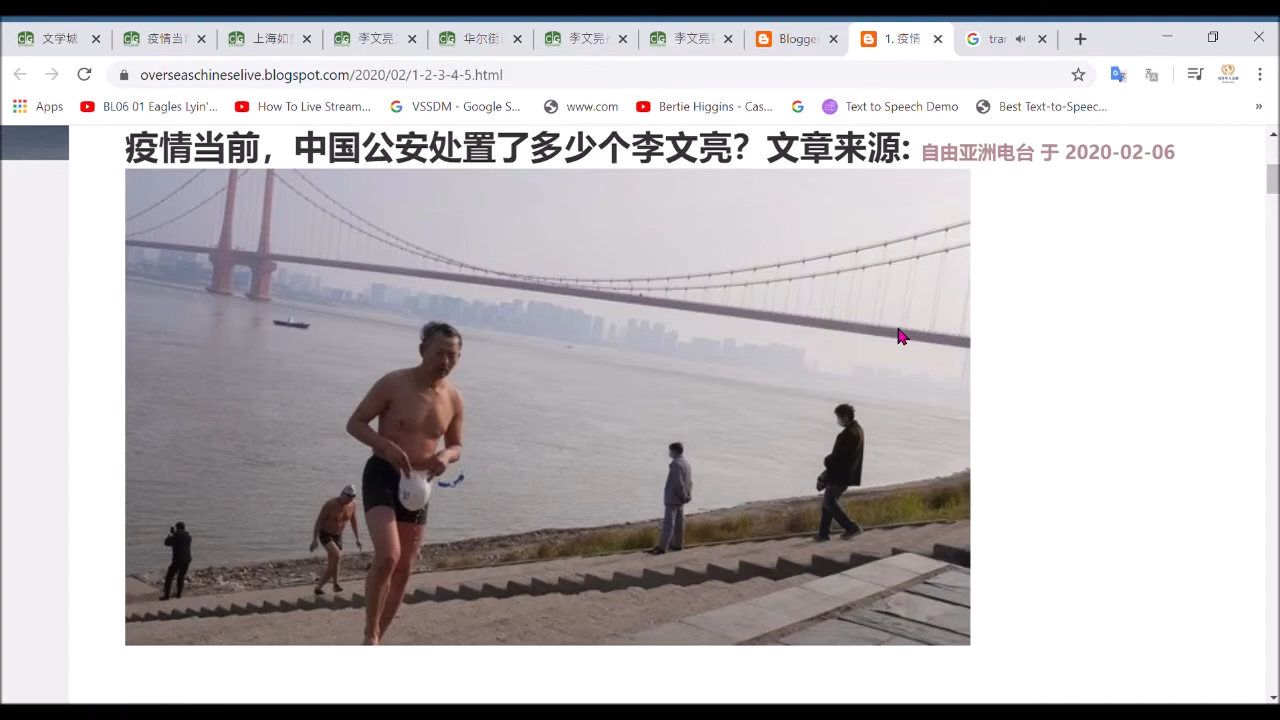 文学城
疫情当
上海如
李文亮
华尔街
李文亮
李文亮
Blogge
1. 疫情
tra
overseaschineselive.blogspot.com/2020/02/1-2-3-4-5.html
Apps
BL06 01 Eagles Lyin'...
How To Live Stream...
VSSDM - Google S...
www.com
Bertie Higgins - Cas...
Text to Speech Demo
Best Text-to-Speec...
»
疫情当前，中国公安处置了多少个李文亮？文章来源: 自由亚洲电台 于 2020-02-06